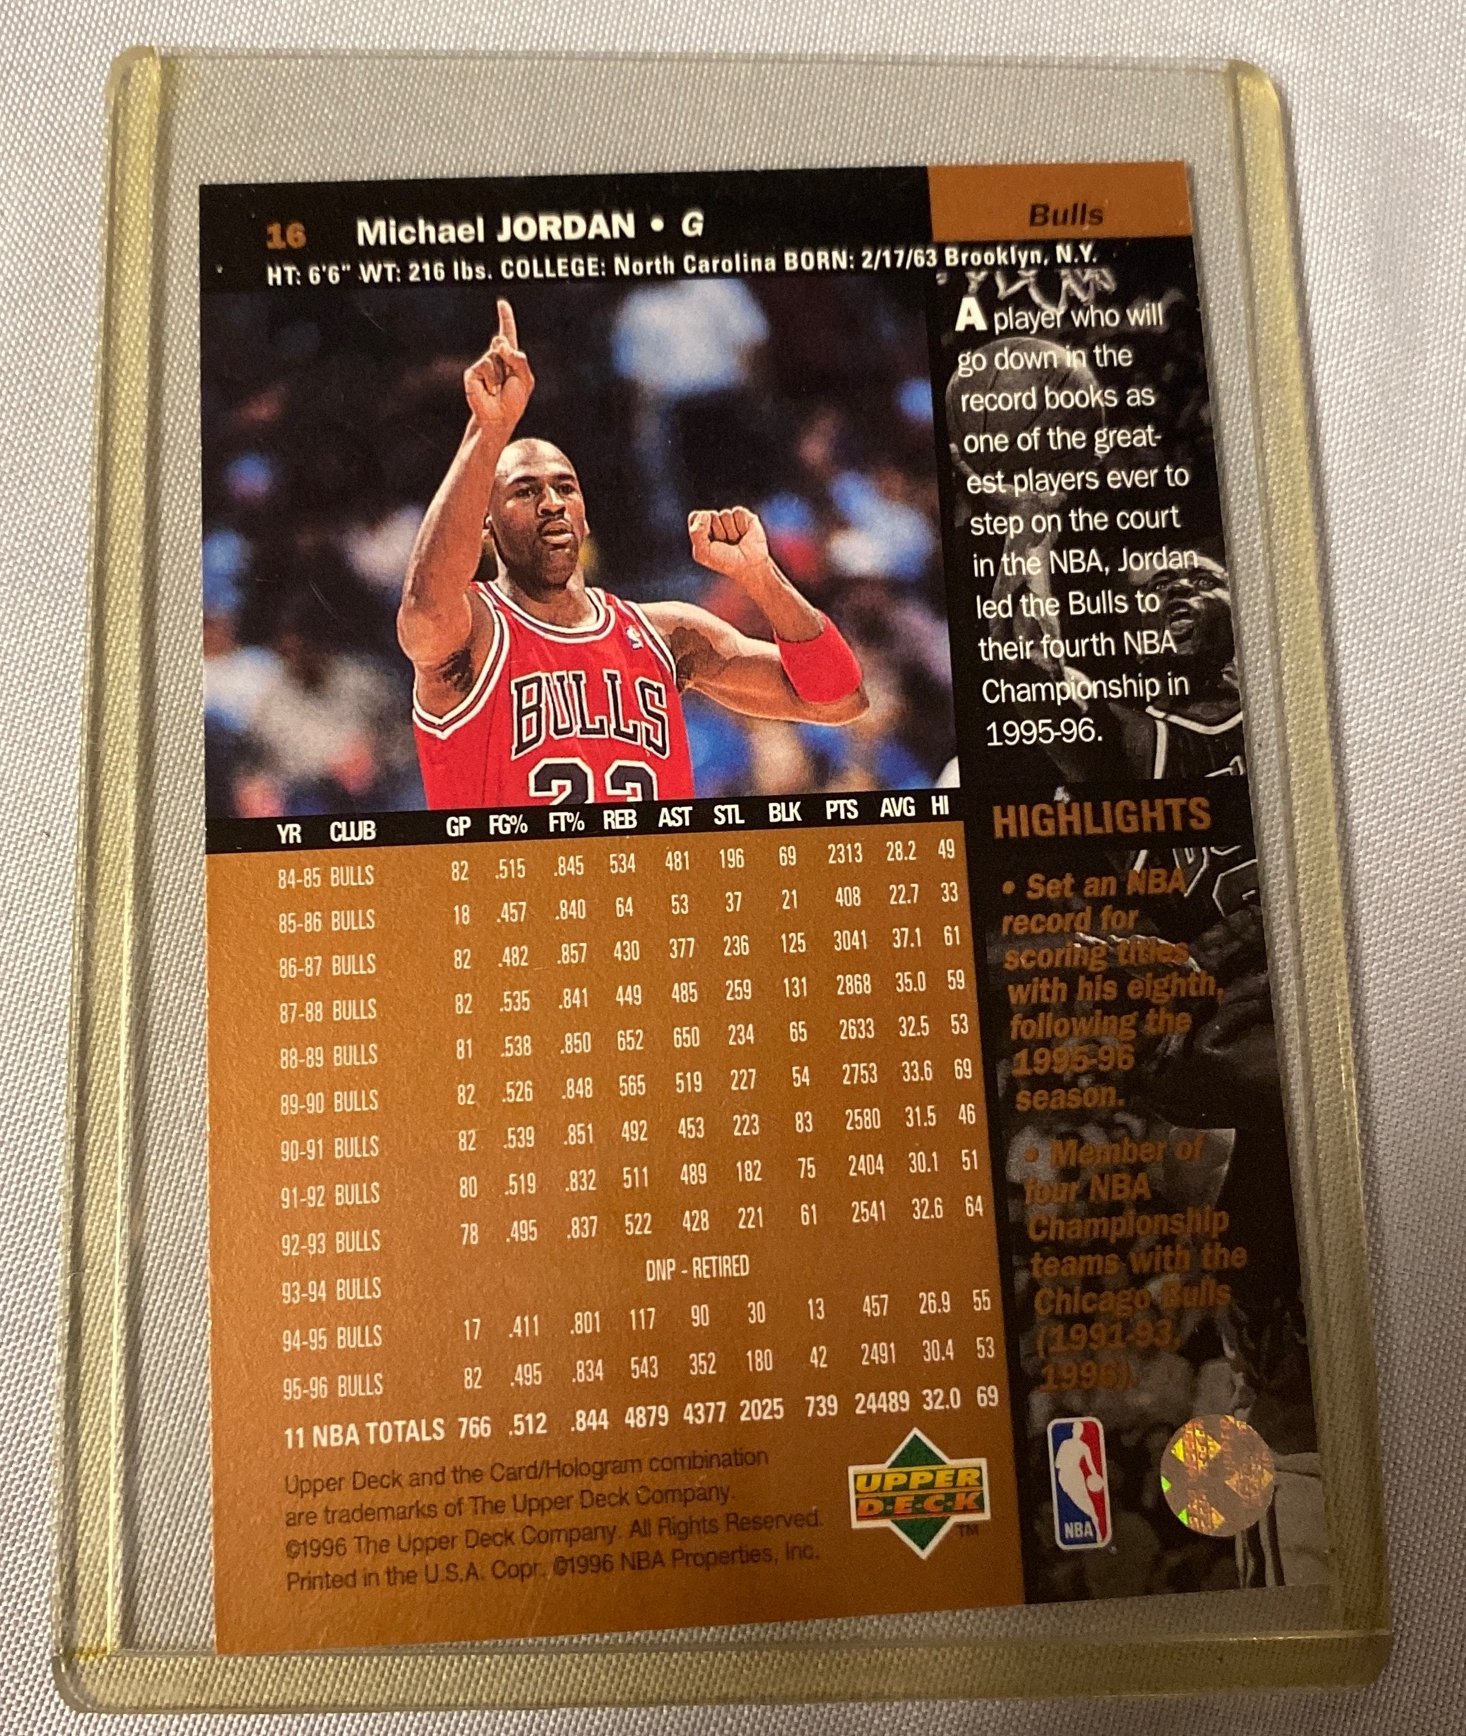 16 Michael JORDAN • G
Bulls
HT: 6'6" WT: 216 lbs. COLLEGE: North Carolina BORN: 2/17/63 Brooklyn, N.Y.
A player who will
go down in the
record books as
one of the great-
est players ever to
step on the court
in the NBA, Jordan
led the Bulls to
their fourth NBA
Championship in
1995-96.
BULLS
23
YR CLUB GP FG% FT% REB AST STL BLK PTS AVG HI
84-85 BULLS 82 .515 .845 534 481 196 69 2313 28.2 49
85-86 BULLS 18 .457 .840 64 53 37 21 408 22.7 33
86-87 BULLS 82 .482 .857 430 377 236 125 3041 37.1 61
87-88 BULLS 82 .535 .841 449 485 259 131 2868 35.0 59
88-89 BULLS 81 .538 .850 652 650 234 65 2633 32.5 53
89-90 BULLS 82 .526 .848 565 519 227 54 2753 33.6 69
90-91 BULLS 82 .539 .851 492 453 223 83 2580 31.5 46
91-92 BULLS 80 .519 .832 511 489 182 75 2404 30.1 51
92-93 BULLS 78 .495 .837 522 428 221 61 2541 32.6 64
93-94 BULLS DNP - RETIRED
94-95 BULLS 17 .411 .801 117 90 30 13 457 26.9 55
95-96 BULLS 82 .495 .834 543 352 180 42 2491 30.4 53
11 NBA TOTALS 766 .512 .844 4879 4377 2025 739 24489 32.0 69
HIGHLIGHTS
• Set an NBA
record for
scoring titles
with his eighth,
following the
1995-96
season.
• Member of
four NBA
Championship
teams with the
Chicago Bulls
(1991-93,
1996).
Upper Deck and the Card/Hologram combination
are trademarks of The Upper Deck Company.
©1996 The Upper Deck Company. All Rights Reserved.
Printed in the U.S.A. Copr. ©1996 NBA Properties, Inc.
UPPER
D·E·C·K
TM
NBA